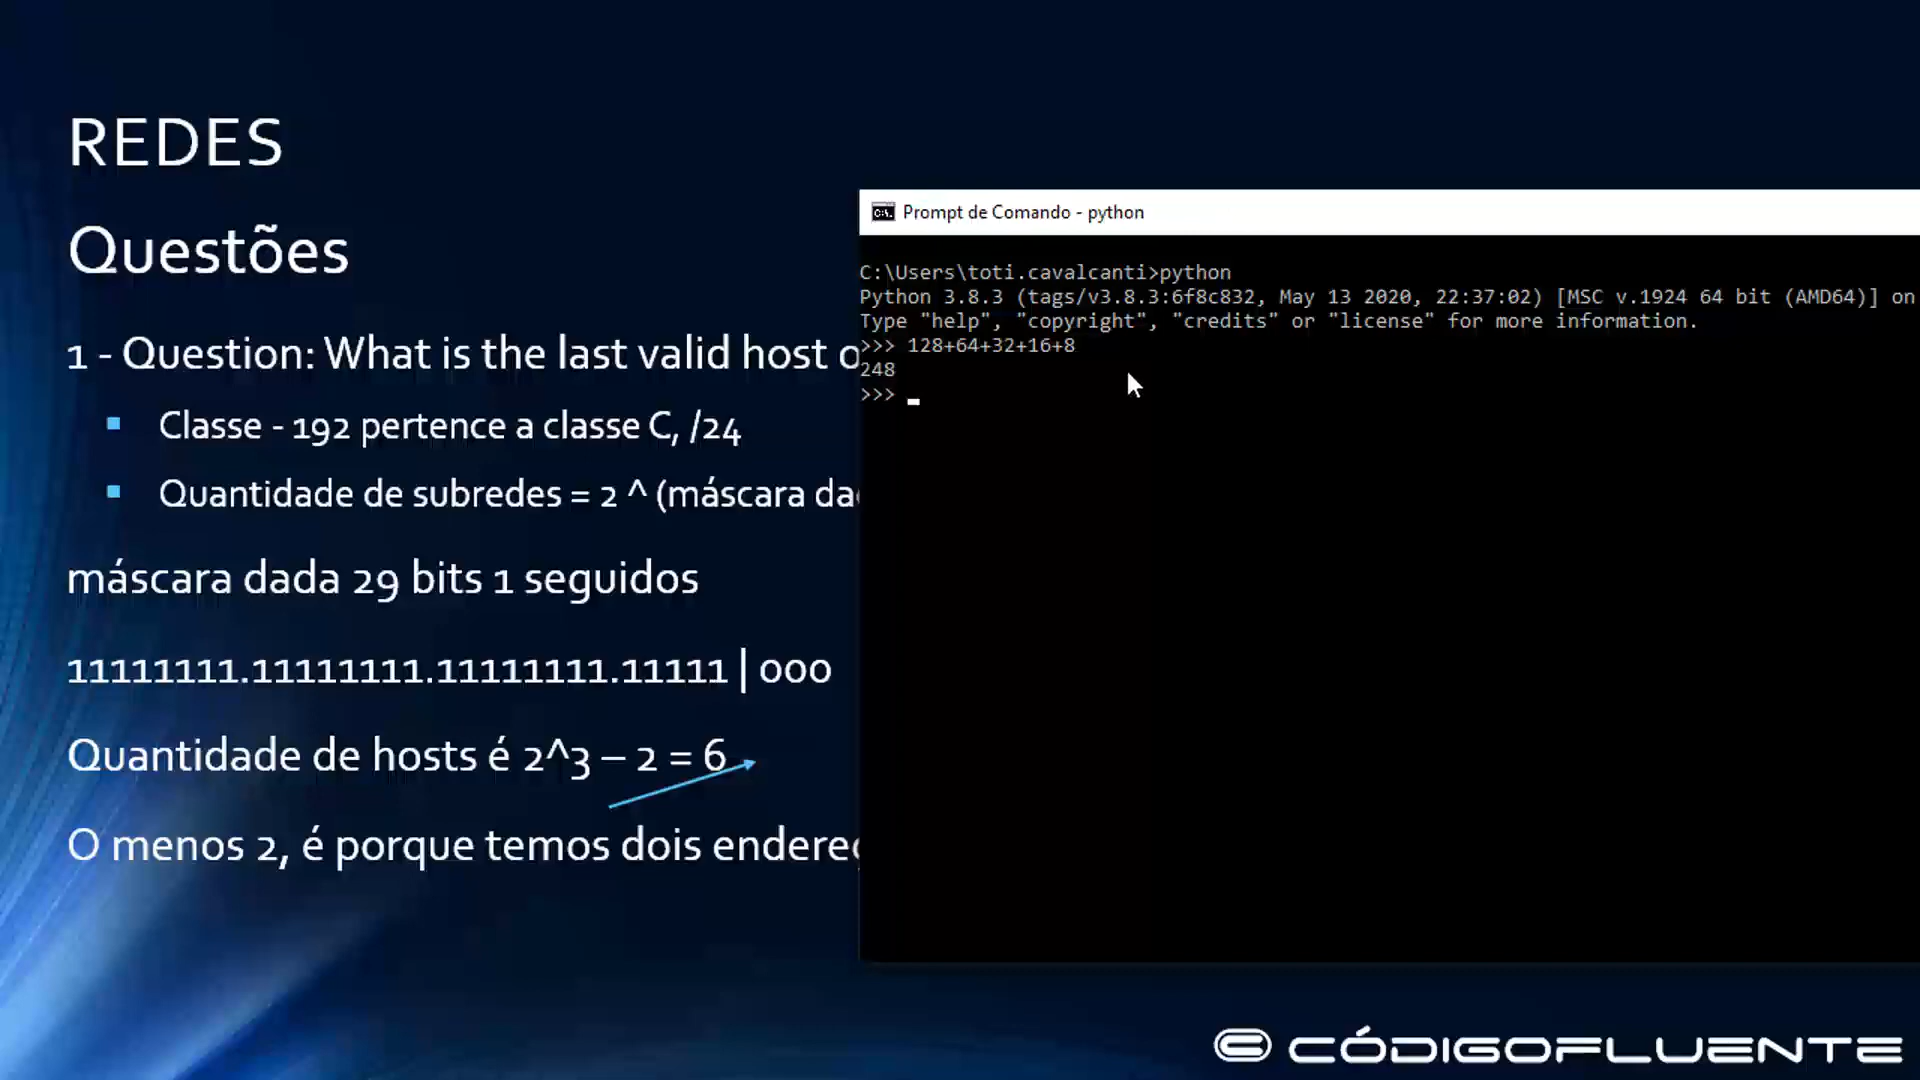 REDES
Questões
1 - Question: What is the last valid host
Classe - 192 pertence a classe C, /24
Quantidade de subredes = 2 ^ (máscara
máscara dada 29 bits 1 seguidos
11111111.11111111.11111111.11111 | 000
Quantidade de hosts é 2^3 – 2 = 6
O menos 2, é porque temos dois
Prompt de Comando - python
C:\Users\toti.cavalcanti>python
Python 3.8.3 (tags/v3.8.3:6f8c832, May 13 2020, 22:37:02) [MSC v.1924 64 bit (AMD64)] on
Type "help", "copyright", "credits" or "license" for more information.
>>> 128+64+32+16+8
248
>>>
CÓDIGOFLUENTE